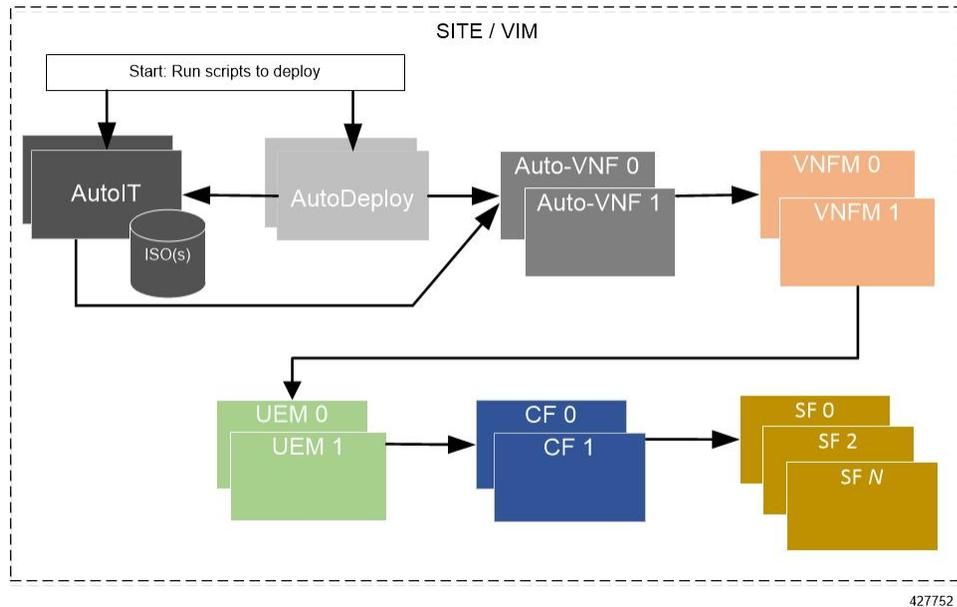 SITE / VIM
Start: Run scripts to deploy
AutoIT
ISO(s)
AutoDeploy
Auto-VNF 0
Auto-VNF 1
VNFM 0
VNFM 1
UEM 0
UEM 1
CF 0
CF 1
SF 0
SF 2
SF N
427752